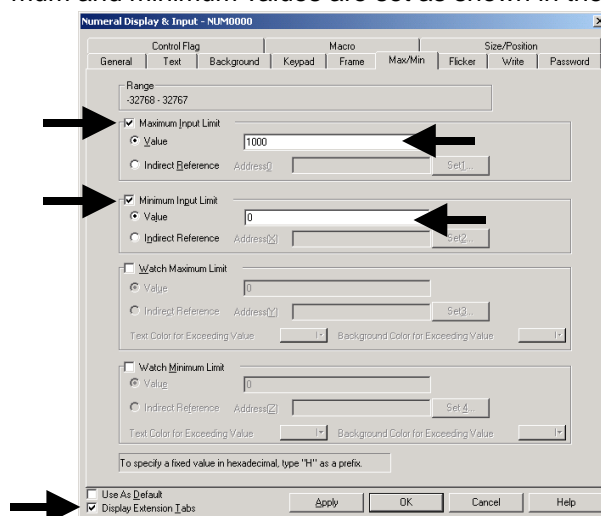 mum and minimum values are set as shown in the
Numeral Display & Input - NUM0000
Control Flag Macro Size/Position
General Text Background Keypad Frame Max/Min Flicker Write Password
Range
-32768 - 32767
Maximum Input Limit
Value 1000
Indirect Reference Address0 Set1...
Minimum Input Limit
Value 0
Indirect Reference Address(X) Set2...
Watch Maximum Limit
Value 0
Indirect Reference Address(Y) Set3...
Text Color for Exceeding Value Background Color for Exceeding Value
Watch Minimum Limit
Value 0
Indirect Reference Address(Z) Set 4...
Text Color for Exceeding Value Background Color for Exceeding Value
To specify a fixed value in hexadecimal, type "H" as a prefix.
Use As Default
Display Extension Tabs
Apply OK Cancel Help